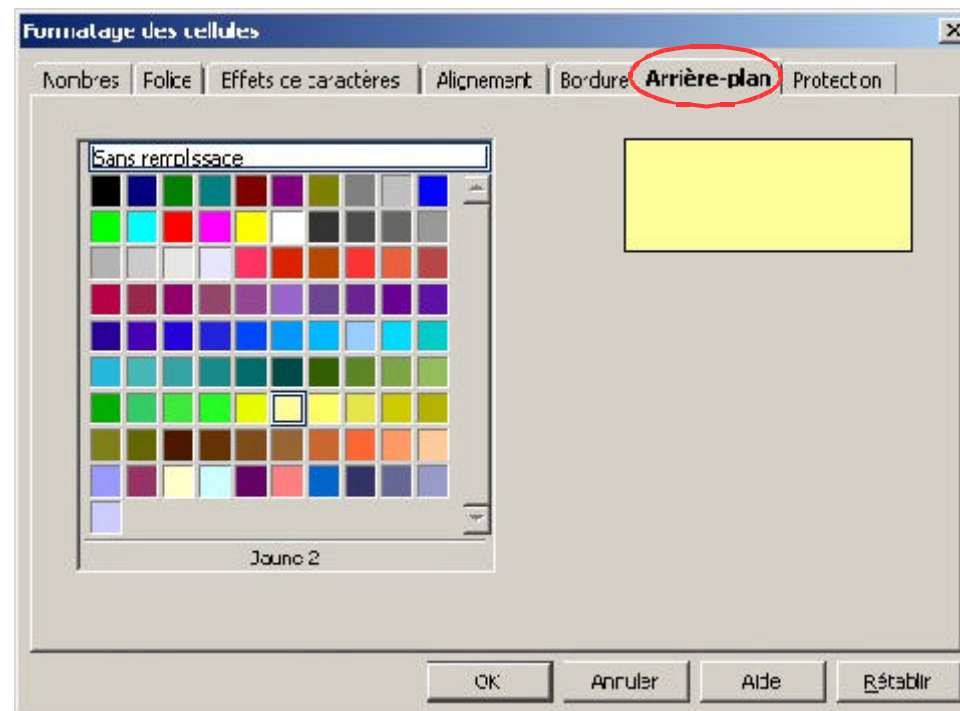 Formatage des cellules
Nombres Police Effets de caractères Alignement Bordure Arrière-plan Protection
Sans remplissage
Jaune 2
OK Annuler Aide Rétablir